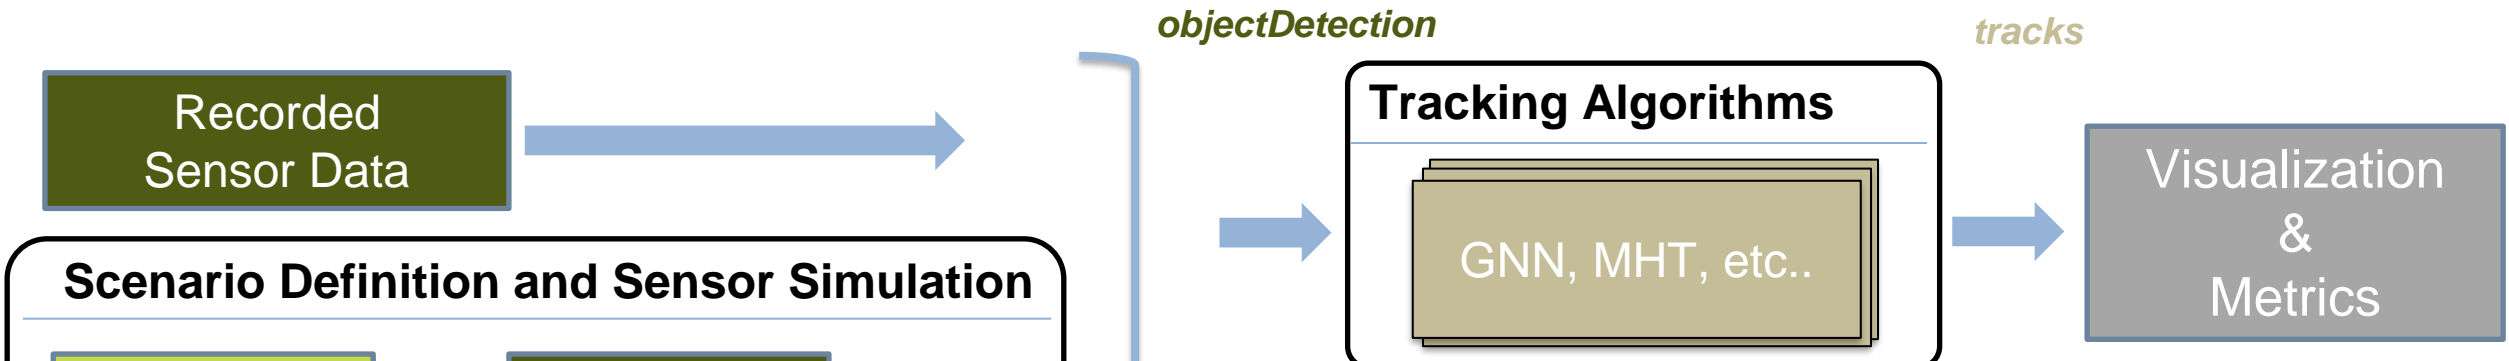 objectDetection
tracks
Recorded
Sensor Data
Tracking Algorithms
GNN, MHT, etc..
Visualization
&
Metrics
Scenario Definition and Sensor Simulation